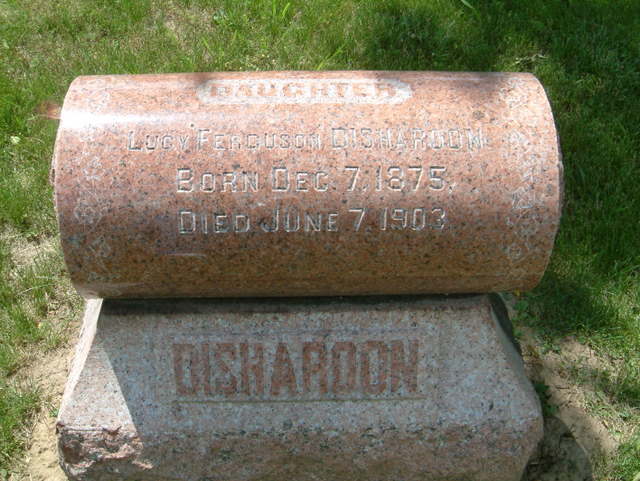 DAUGHTER
LUCY FERGUSON DISHAROON
BORN DEC. 7, 1875.
DIED JUNE 7, 1903
DISHAROON